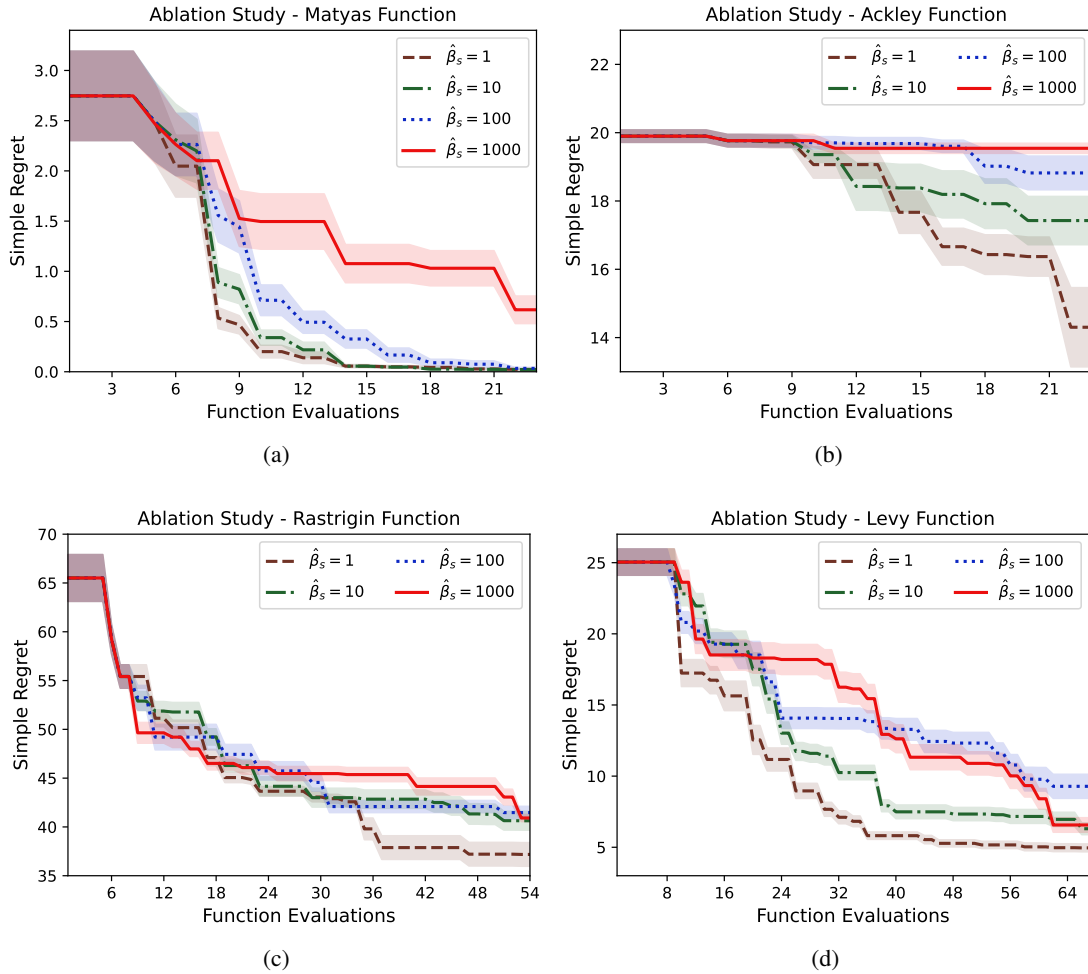 Ablation Study - Matyas Function
Simple Regret
3.0
2.5
2.0
1.5
1.0
0.5
0.0
β̂ₛ = 1
β̂ₛ = 10
β̂ₛ = 100
β̂ₛ = 1000
3 6 9 12 15 18 21
Function Evaluations
(a)
Ablation Study - Ackley Function
Simple Regret
22
20
18
16
14
β̂ₛ = 1 β̂ₛ = 100
β̂ₛ = 10 β̂ₛ = 1000
3 6 9 12 15 18 21
Function Evaluations
(b)
Ablation Study - Rastrigin Function
Simple Regret
70
65
60
55
50
45
40
35
β̂ₛ = 1 β̂ₛ = 100
β̂ₛ = 10 β̂ₛ = 1000
6 12 18 24 30 36 42 48 54
Function Evaluations
(c)
Ablation Study - Levy Function
Simple Regret
25
20
15
10
5
β̂ₛ = 1 β̂ₛ = 100
β̂ₛ = 10 β̂ₛ = 1000
8 16 24 32 40 48 56 64
Function Evaluations
(d)